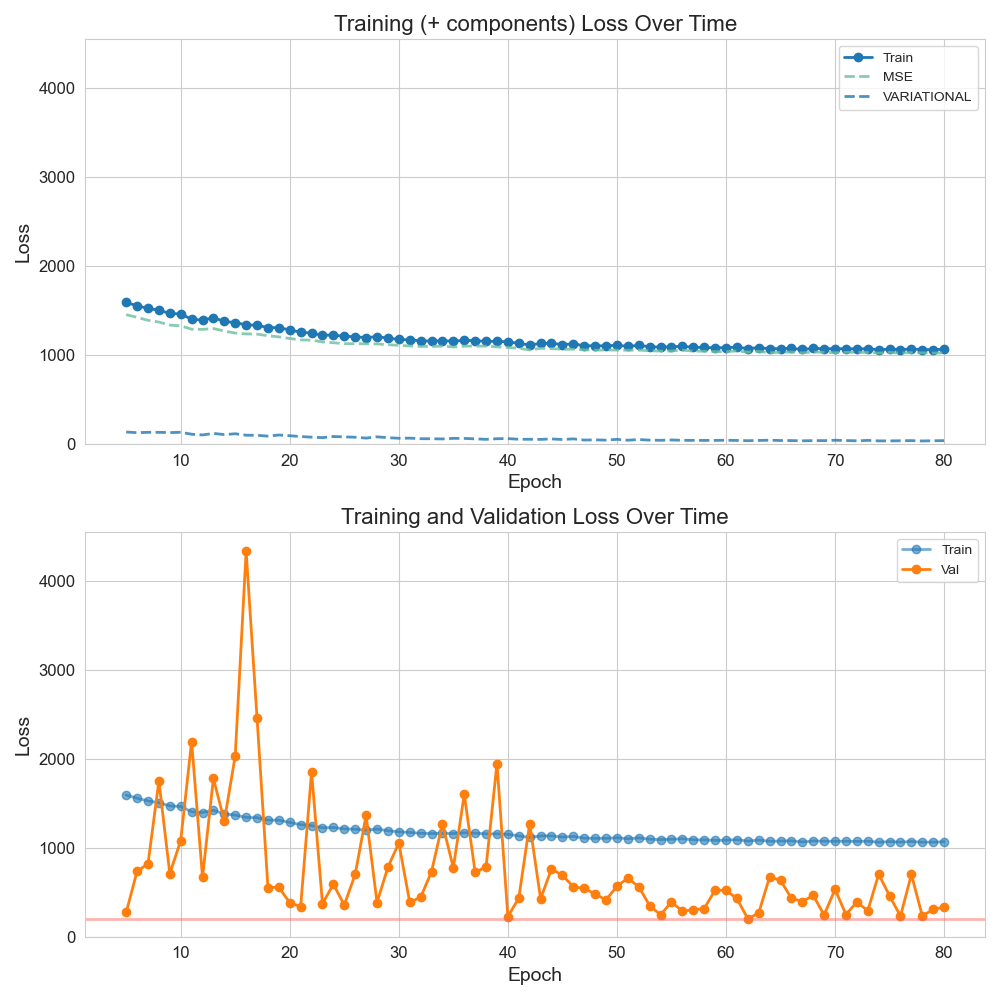 Training (+ components) Loss Over Time
Loss
4000
3000
2000
1000
0
Train
MSE
VARIATIONAL
10 20 30 40 50 60 70 80
Epoch
Training and Validation Loss Over Time
Loss
4000
3000
2000
1000
0
Train
Val
10 20 30 40 50 60 70 80
Epoch